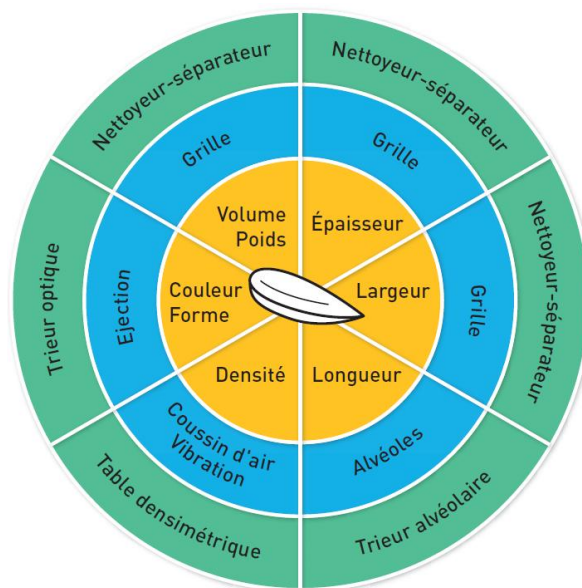 Nettoyeur-séparateur
Nettoyeur-séparateur
Grille
Grille
Volume
Poids
Épaisseur
Nettoyeur-séparateur
Trieur optique
Ejection
Couleur
Forme
Largeur
Grille
Densité
Longueur
Coussin d'air
Vibration
Alvéoles
Table densimétrique
Trieur alvéolaire